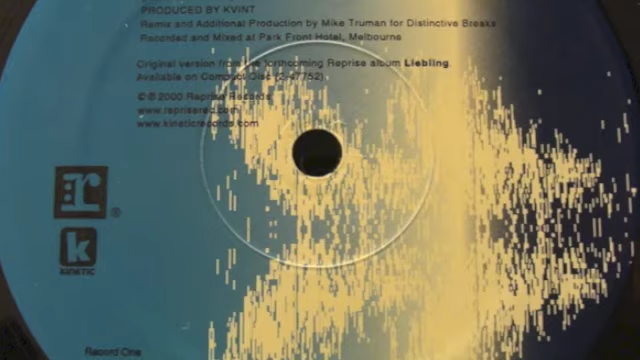 PRODUCED BY KVINT
Remix and Additional Production by Mike Truman for Distinctive Breaks
Recorded and Mixed at Park Front Hotel, Melbourne
Original version from the forthcoming Reprise album Liebling.
Available on Compact Disc (2-47752)
℗ © 2000 Reprise Records
www.repriserec.com
www.kineticrecords.com
r ®
k
KINETIC
Record One